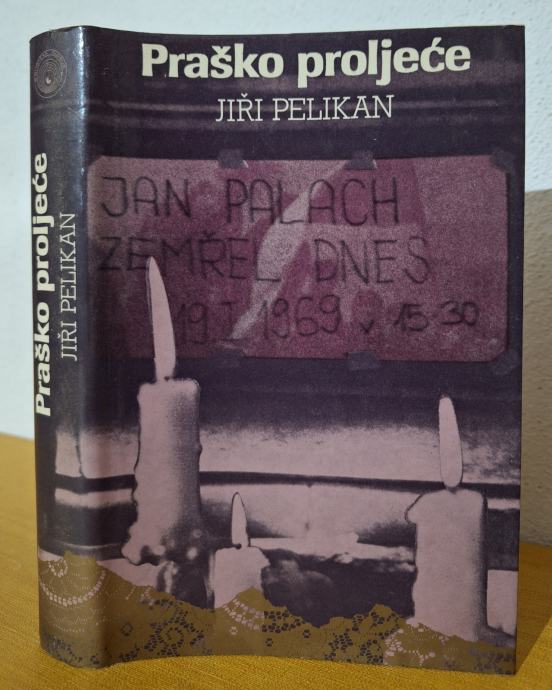 Praško proljeće
JIŘI PELIKAN
JAN PALACH
ZEMŘEL DNES
19 I 1969 v 15.30
Praško proljeće
JIŘI PELIKAN